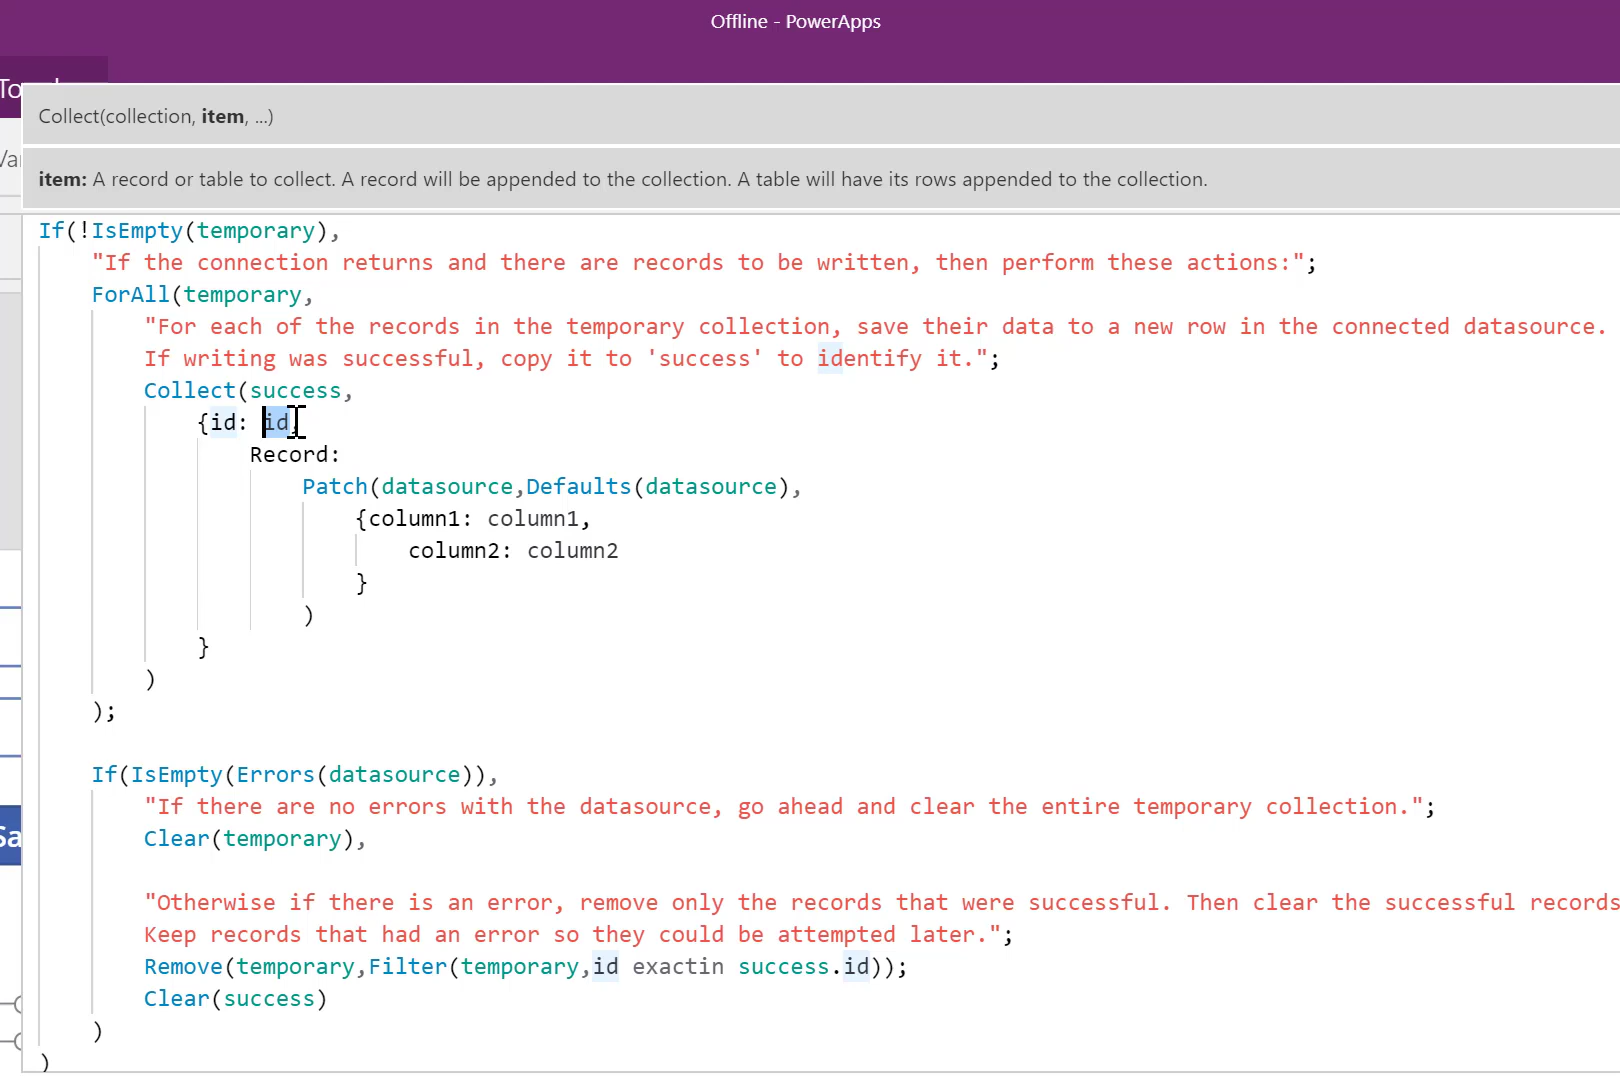 Offline - PowerApps
Collect(collection, item, ...)
item: A record or table to collect. A record will be appended to the collection. A table will have its rows appended to the collection.
If(!IsEmpty(temporary),
"If the connection returns and there are records to be written, then perform these actions:";
ForAll(temporary,
"For each of the records in the temporary collection, save their data to a new row in the connected datasource.
If writing was successful, copy it to 'success' to identify it.";
Collect(success,
{id: id,
Record:
Patch(datasource,Defaults(datasource),
{column1: column1,
column2: column2
}
)
}
)
);
If(IsEmpty(Errors(datasource)),
"If there are no errors with the datasource, go ahead and clear the entire temporary collection.";
Clear(temporary),
"Otherwise if there is an error, remove only the records that were successful. Then clear the successful records
Keep records that had an error so they could be attempted later.";
Remove(temporary,Filter(temporary,id exactin success.id));
Clear(success)
)
)